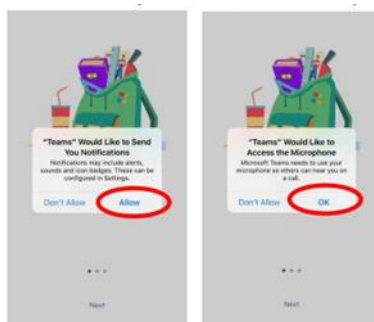 "Teams" Would Like to Send
You Notifications
Notifications may include alerts,
sounds and icon badges. These can be
configured in Settings.
Don't Allow
Allow
Next
"Teams" Would Like to
Access the Microphone
Microsoft Teams needs to use your
microphone so others can hear you on
a call.
Don't Allow
OK
Next